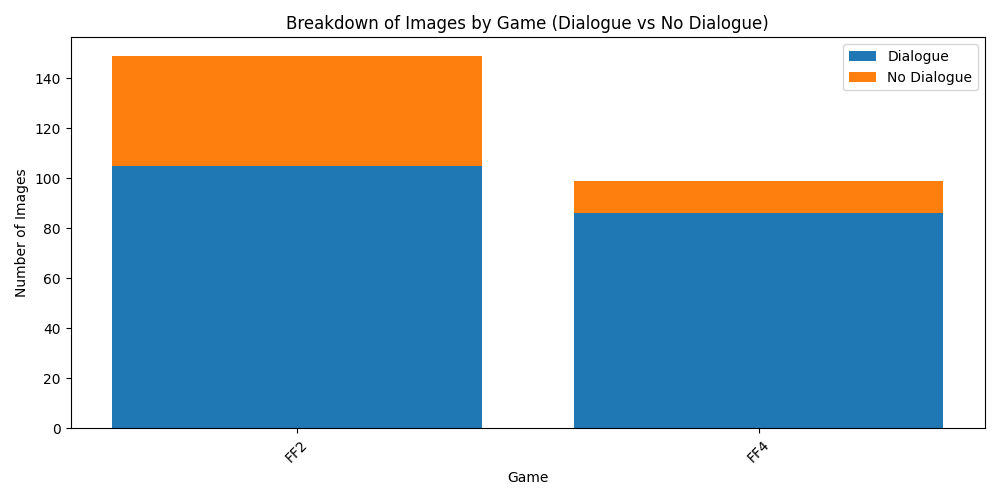 Breakdown of Images by Game (Dialogue vs No Dialogue)
Dialogue
No Dialogue
Number of Images
140
120
100
80
60
40
20
0
FF2
FF4
Game